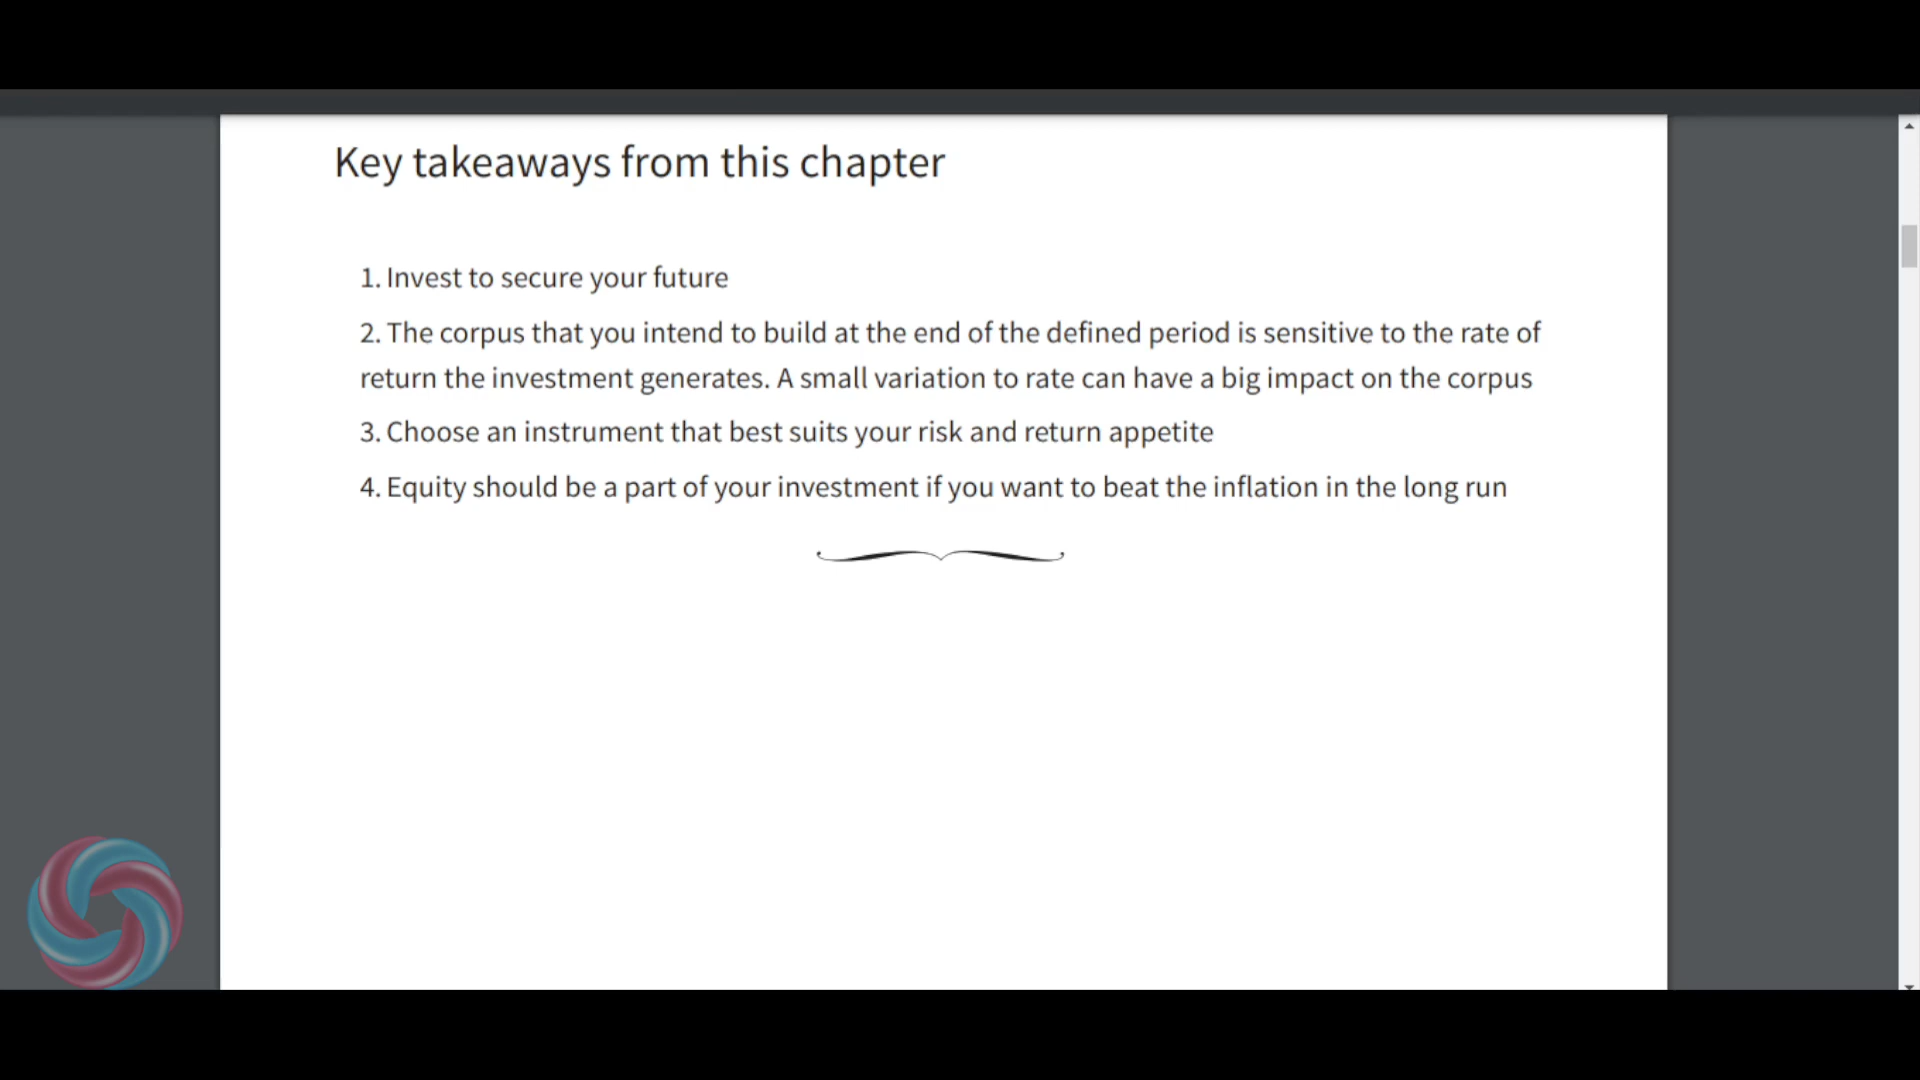 Key takeaways from this chapter
1. Invest to secure your future
2. The corpus that you intend to build at the end of the defined period is sensitive to the rate of
return the investment generates. A small variation to rate can have a big impact on the corpus
3. Choose an instrument that best suits your risk and return appetite
4. Equity should be a part of your investment if you want to beat the inflation in the long run